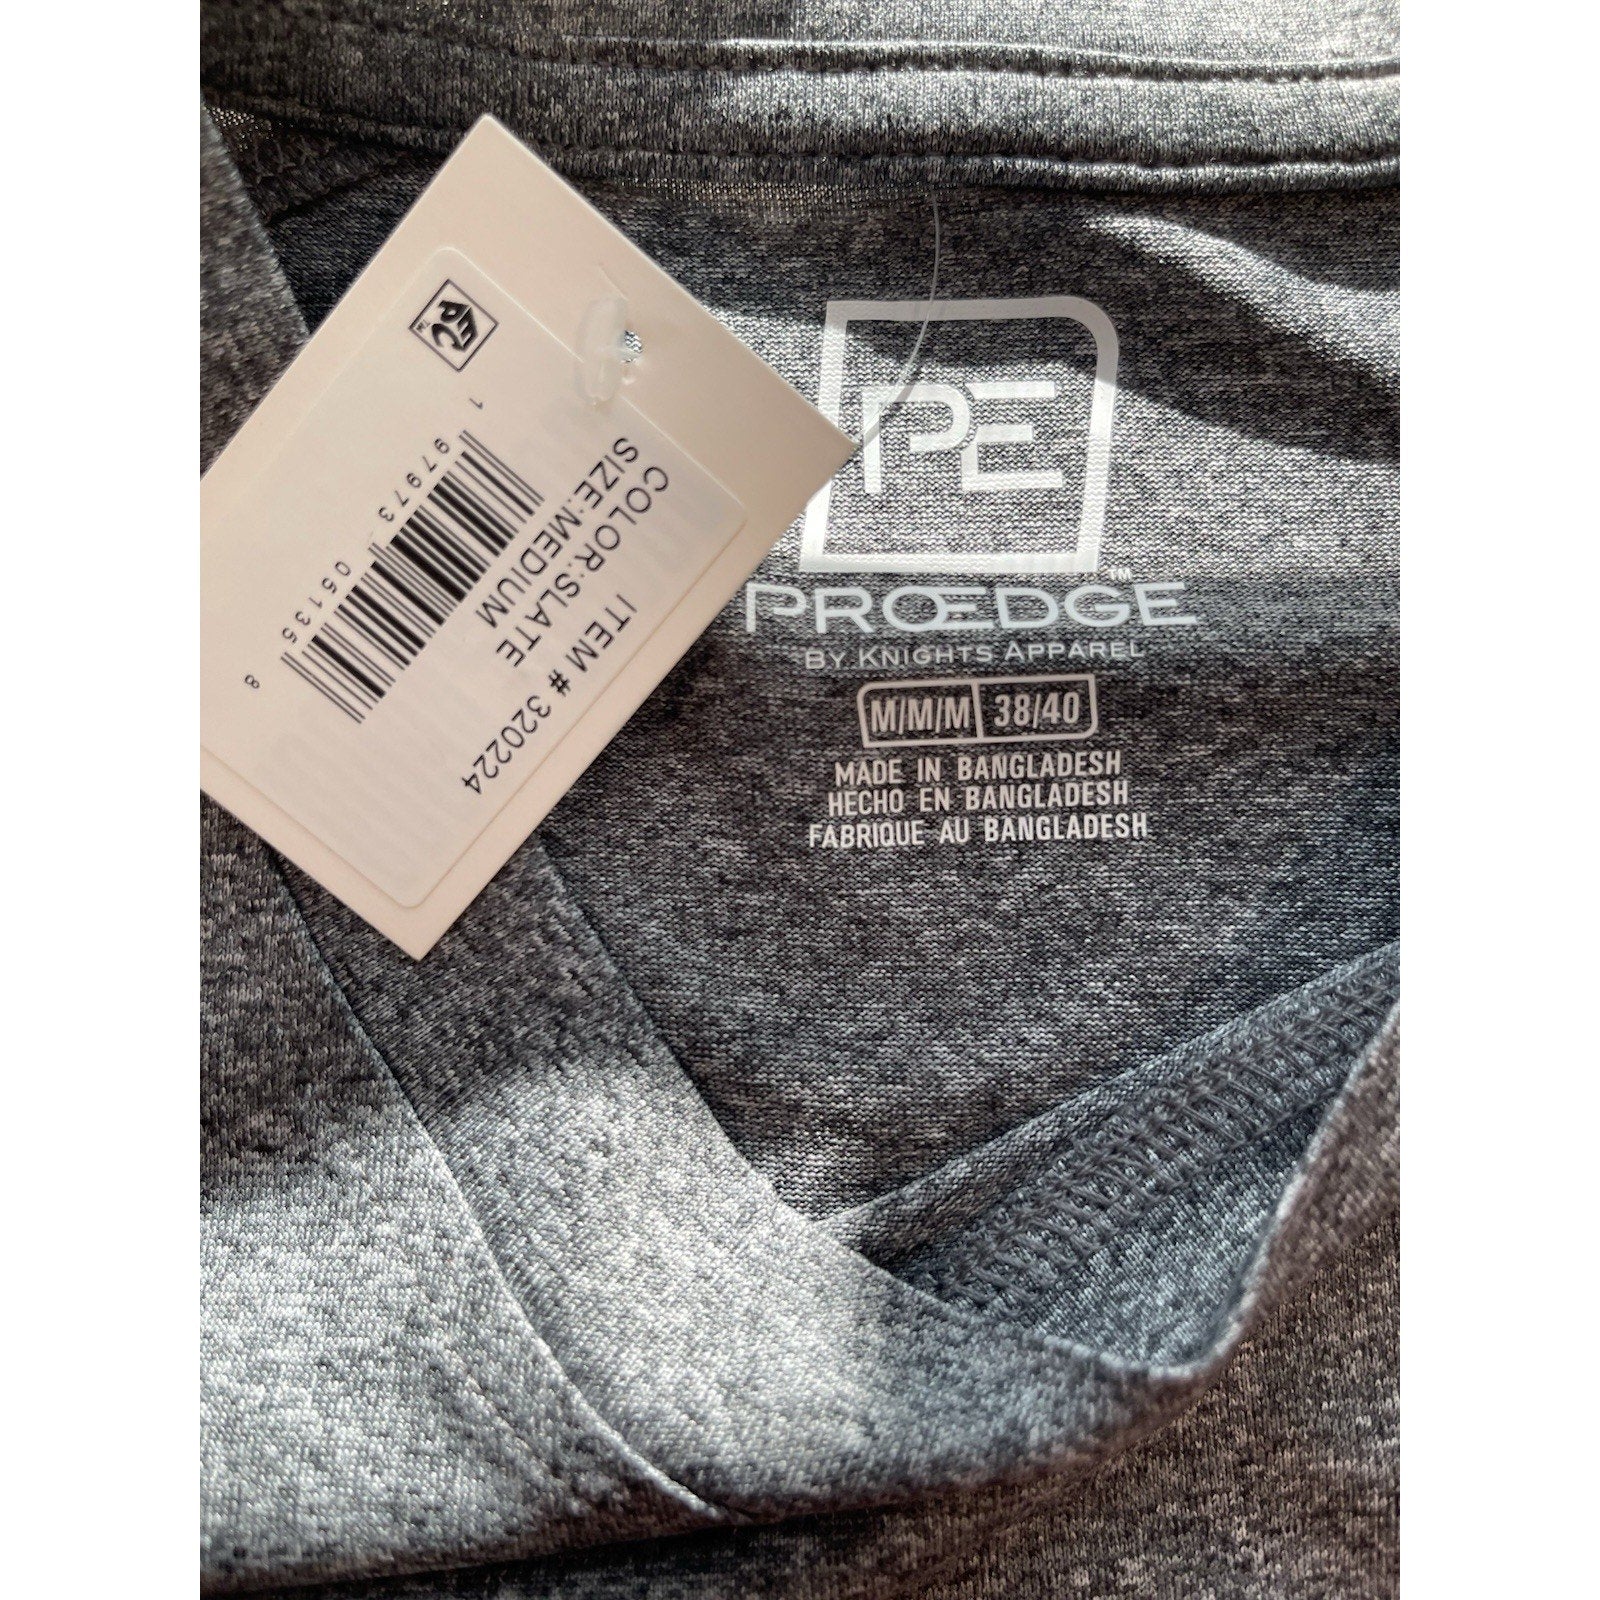 PE
PROEDGE™
BY KNIGHTS APPAREL
M/M/M 38/40
MADE IN BANGLADESH
HECHO EN BANGLADESH
FABRIQUE AU BANGLADESH
ITEM # 320224
COLOR:SLATE
SIZE:MEDIUM
1 97973 05135 8